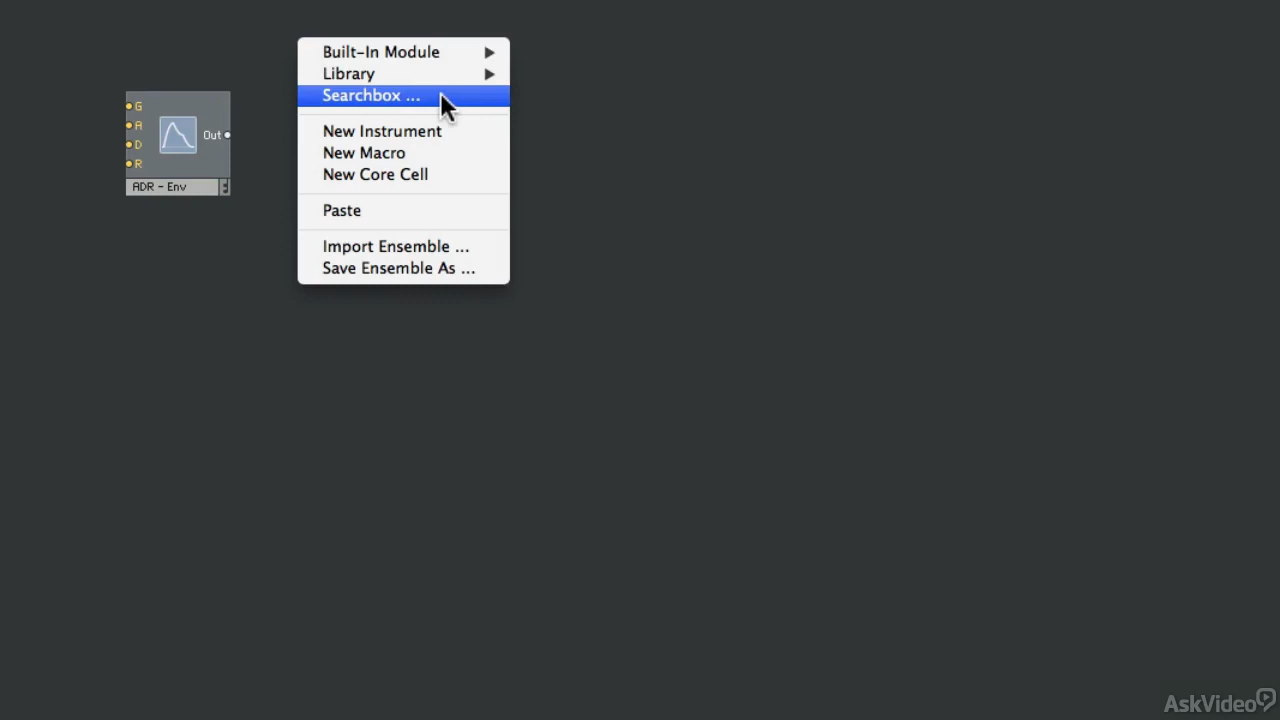 Built-In Module
Library
Searchbox ...
New Instrument
New Macro
New Core Cell
Paste
Import Ensemble ...
Save Ensemble As ...
G
A
D
R
Out
ADR - Env
AskVideo